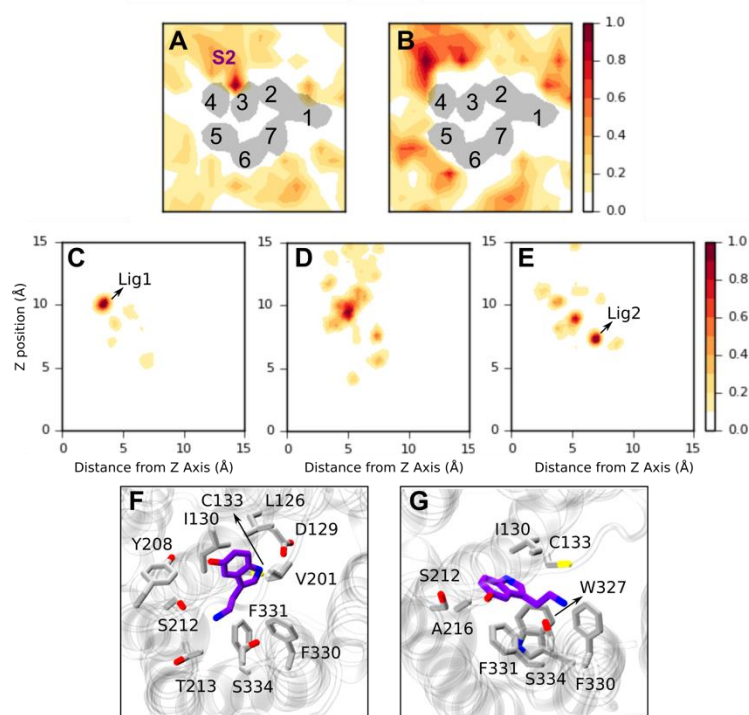 A
S2
4 3 2 1
5 6 7
B
4 3 2 1
5 6 7
1.0
0.8
0.6
0.4
0.2
0.0
C
Lig1
15
10
5
0
0 5 10 15
Z position (Å)
Distance from Z Axis (Å)
D
15
10
5
0
0 5 10 15
Distance from Z Axis (Å)
E
Lig2
15
10
5
0
0 5 10 15
Distance from Z Axis (Å)
1.0
0.8
0.6
0.4
0.2
0.0
F
C133
L126
I130
D129
Y208
V201
S212
F331
F330
T213
S334
G
I130
C133
S212
W327
A216
F331
S334
F330